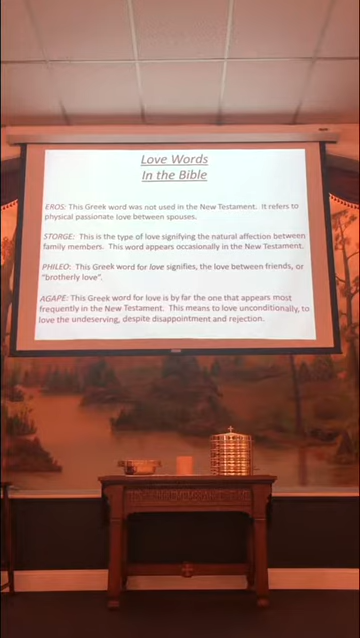 Love Words
In the Bible
EROS: This Greek word was not used in the New Testament. It refers to
physical passionate love between spouses.
STORGE: This is the type of love signifying the natural affection between
family members. This word appears occasionally in the New Testament.
PHILEO: This Greek word for love signifies, the love between friends, or
"brotherly love".
AGAPE: This Greek word for love is by far the one that appears most
frequently in the New Testament. This means to love unconditionally, to
love the undeserving, despite disappointment and rejection.